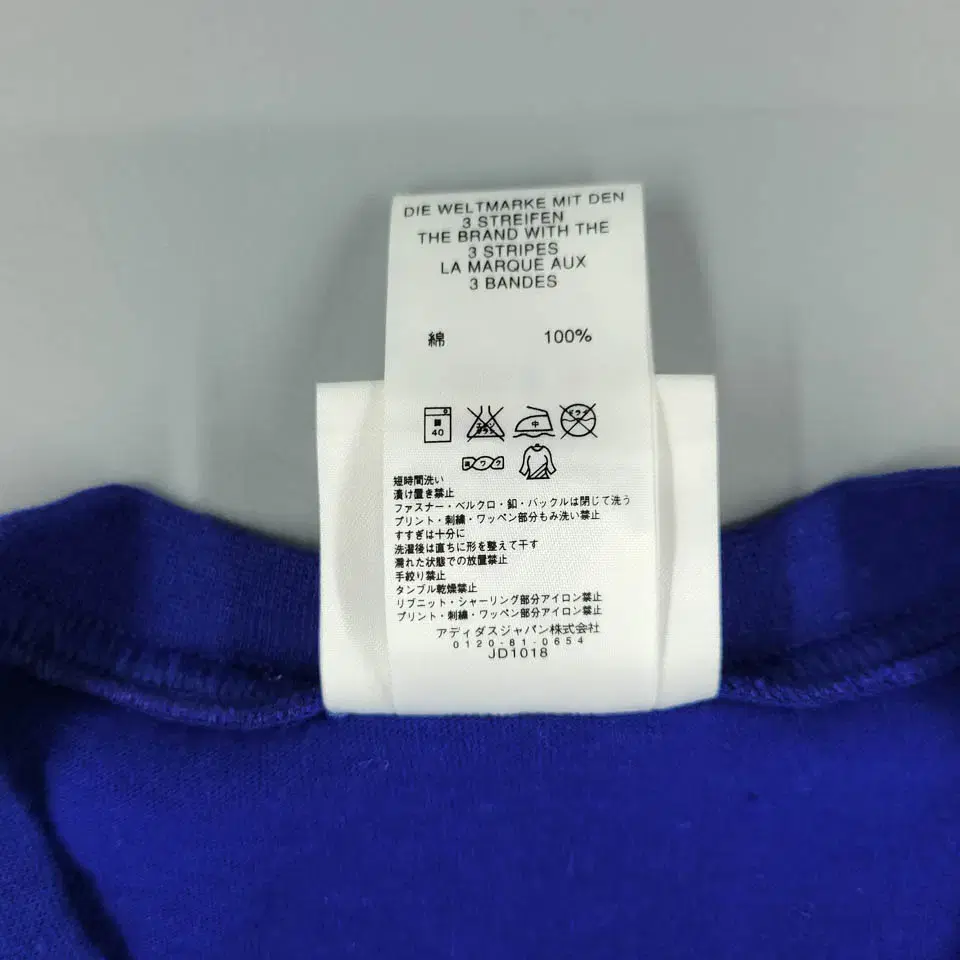 DIE WELTMARKE MIT DEN
3 STREIFEN
THE BRAND WITH THE
3 STRIPES
LA MARQUE AUX
3 BANDES
綿 100%
40 中 ドライ
短時間洗い
漬け置き禁止
ファスナー・ベルクロ・釦・バックルは閉じて洗う
プリント・刺繍・ワッペン部分もみ洗い禁止
すすぎは十分に
洗濯後は直ちに形を整えて干す
濡れた状態での放置禁止
手絞り禁止
タンブル乾燥禁止
リブニット・シャーリング部分アイロン禁止
プリント・刺繍・ワッペン部分アイロン禁止
アディダスジャパン株式会社
0120-81-0654
JD1018